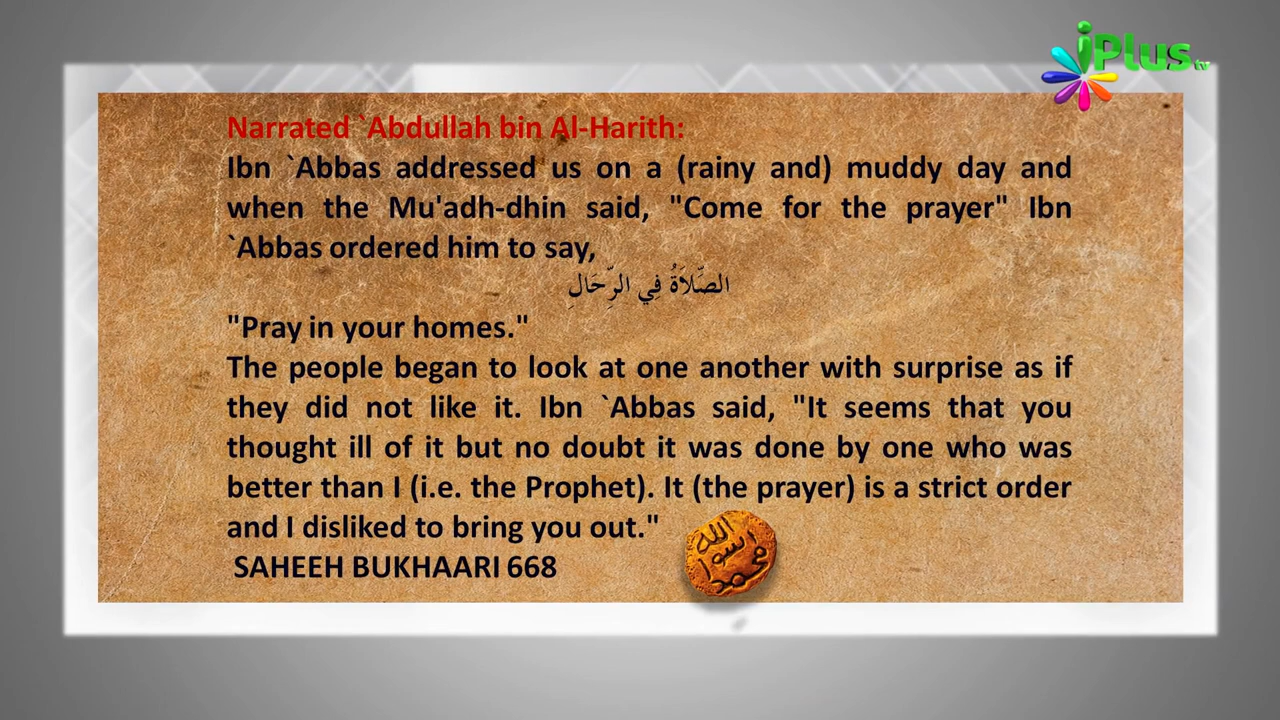 iPlus tv
Narrated `Abdullah bin Al-Harith:
Ibn `Abbas addressed us on a (rainy and) muddy day and
when the Mu'adh-dhin said, "Come for the prayer" Ibn
`Abbas ordered him to say,
الصَّلاَةُ فِي الرِّحَالِ
"Pray in your homes."
The people began to look at one another with surprise as if
they did not like it. Ibn `Abbas said, "It seems that you
thought ill of it but no doubt it was done by one who was
better than I (i.e. the Prophet). It (the prayer) is a strict order
and I disliked to bring you out."
SAHEEH BUKHAARI 668
الله
رسول
محمد